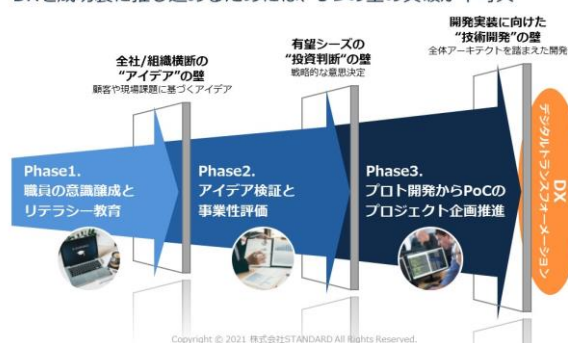 全社/組織横断の
“アイデア”の壁
顧客や現場課題に基づくアイデア
有望シーズの
“投資判断”の壁
戦略的な意思決定
開発実装に向けた
“技術開発”の壁
全体アーキテクトを踏まえた開発
Phase1.
職員の意識醸成と
リテラシー教育
Phase2.
アイデア検証と
事業性評価
Phase3.
プロト開発からPoCの
プロジェクト企画推進
DX
デジタルトランスフォーメーション
Copyright © 2021 株式会社STANDARD All Rights Reserved.